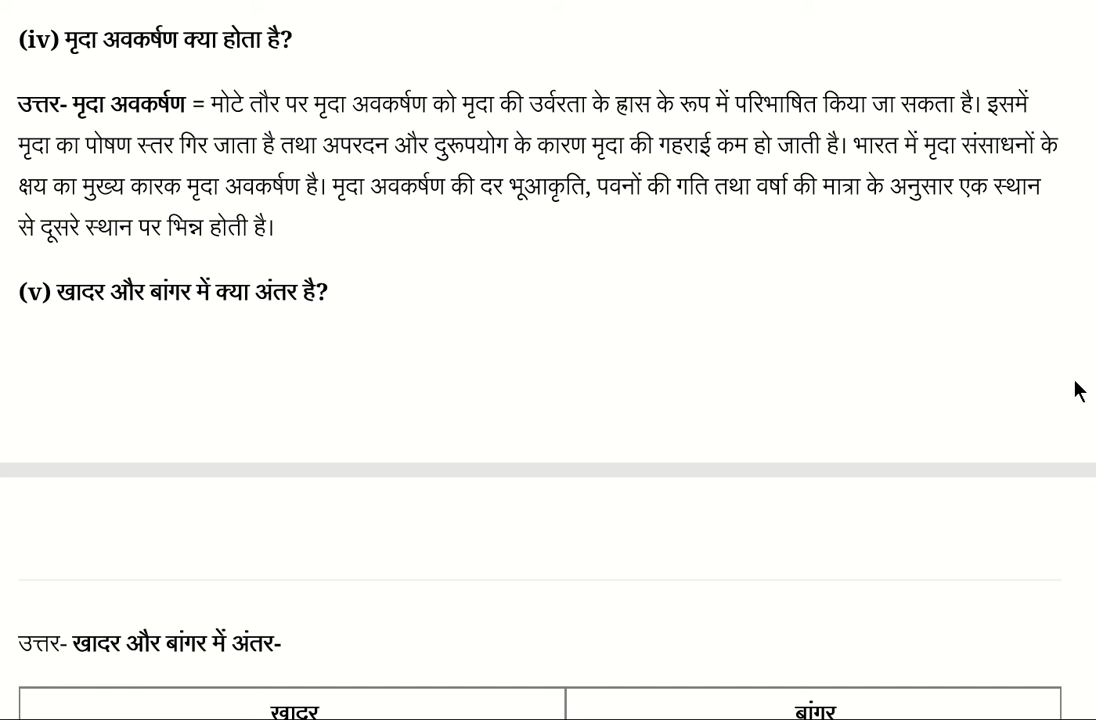 (iv) मृदा अवकर्षण क्या होता है?
उत्तर- मृदा अवकर्षण = मोटे तौर पर मृदा अवकर्षण को मृदा की उर्वरता के ह्रास के रूप में परिभाषित किया जा सकता है। इसमें
मृदा का पोषण स्तर गिर जाता है तथा अपरदन और दुरूपयोग के कारण मृदा की गहराई कम हो जाती है। भारत में मृदा संसाधनों के
क्षय का मुख्य कारक मृदा अवकर्षण है। मृदा अवकर्षण की दर भूआकृति, पवनों की गति तथा वर्षा की मात्रा के अनुसार एक स्थान
से दूसरे स्थान पर भिन्न होती है।
(v) खादर और बांगर में क्या अंतर है?
उत्तर- खादर और बांगर में अंतर-
खादर बांगर